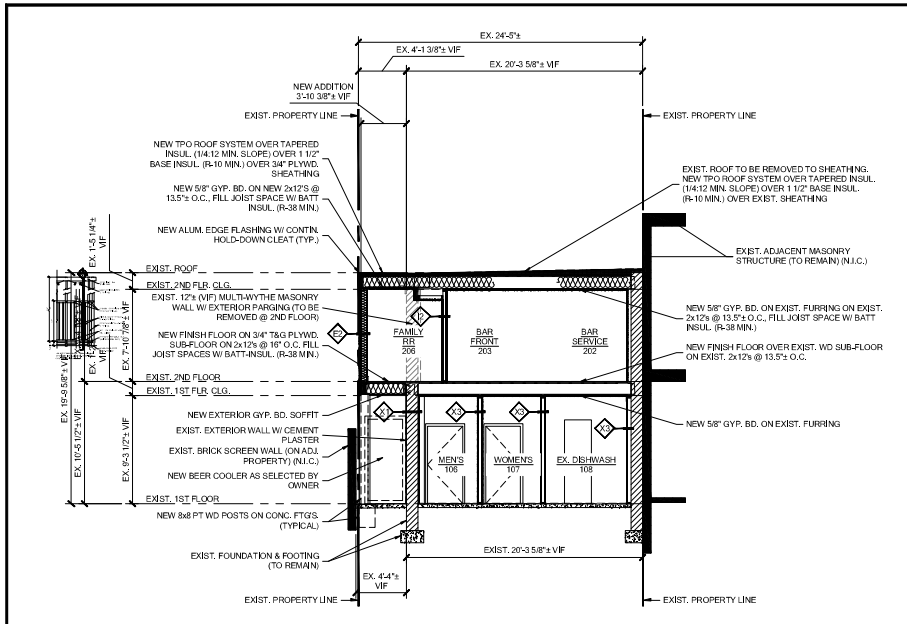 EX. 24'-5"±
EX. 4'-1 3/8"± VIF
EX. 20'-3 5/8"± VIF
NEW ADDITION
3'-10 3/8"± VIF
EXIST. PROPERTY LINE
EXIST. PROPERTY LINE
NEW TPO ROOF SYSTEM OVER TAPERED
INSUL. (1/4:12 MIN. SLOPE) OVER 1 1/2"
BASE INSUL. (R-10 MIN.) OVER 3/4" PLYWD.
SHEATHING
NEW 5/8" GYP. BD. ON NEW 2x12'S @
13.5"± O.C., FILL JOIST SPACE W/ BATT
INSUL. (R-38 MIN.)
NEW ALUM. EDGE FLASHING W/ CONTIN.
HOLD-DOWN CLEAT (TYP.)
EXIST. ROOF TO BE REMOVED TO SHEATHING.
NEW TPO ROOF SYSTEM OVER TAPERED INSUL.
(1/4:12 MIN. SLOPE) OVER 1 1/2" BASE INSUL.
(R-10 MIN.) OVER EXIST. SHEATHING
EXIST. ADJACENT MASONRY
STRUCTURE (TO REMAIN) (N.I.C.)
EX. 1'-5 1/4"±
VIF
EXIST. ROOF
EXIST. 2ND FLR. CLG.
EXIST. 12"± (VIF) MULTI-WYTHE MASONRY
WALL W/ EXTERIOR PARGING (TO BE
REMOVED @ 2ND FLOOR)
NEW FINISH FLOOR ON 3/4" T&G PLYWD.
SUB-FLOOR ON 2x12's @ 16" O.C. FILL
JOIST SPACES W/ BATT-INSUL. (R-38 MIN.)
EXIST. 2ND FLOOR
EXIST. 1ST FLR. CLG.
EX. 7'-10 7/8"± VIF
EX. 19'-9 5/8"± VIF
EX. 10'-5 1/2"± VIF
EX. 9'-3 1/2"± VIF
FAMILY
RR
206
BAR
FRONT
203
BAR
SERVICE
202
NEW 5/8" GYP. BD. ON EXIST. FURRING ON EXIST.
2x12's @ 13.5"± O.C., FILL JOIST SPACE W/ BATT
INSUL. (R-38 MIN.)
NEW FINISH FLOOR OVER EXIST. WD SUB-FLOOR
ON EXIST. 2x12's @ 13.5"± O.C.
NEW 5/8" GYP. BD. ON EXIST. FURRING
NEW EXTERIOR GYP. BD. SOFFIT
EXIST. EXTERIOR WALL W/ CEMENT
PLASTER
EXIST. BRICK SCREEN WALL (ON ADJ.
PROPERTY) (N.I.C.)
NEW BEER COOLER AS SELECTED BY
OWNER
EXIST. 1ST FLOOR
NEW 8x8 PT WD POSTS ON CONC. FTG'S.
(TYPICAL)
X1
X3
X3
X3
MEN'S
106
WOMEN'S
107
EX. DISHWASH
108
EXIST. FOUNDATION & FOOTING
(TO REMAIN)
EXIST. 20'-3 5/8"± VIF
EX. 4'-4"±
VIF
EXIST. PROPERTY LINE
EXIST. PROPERTY LINE